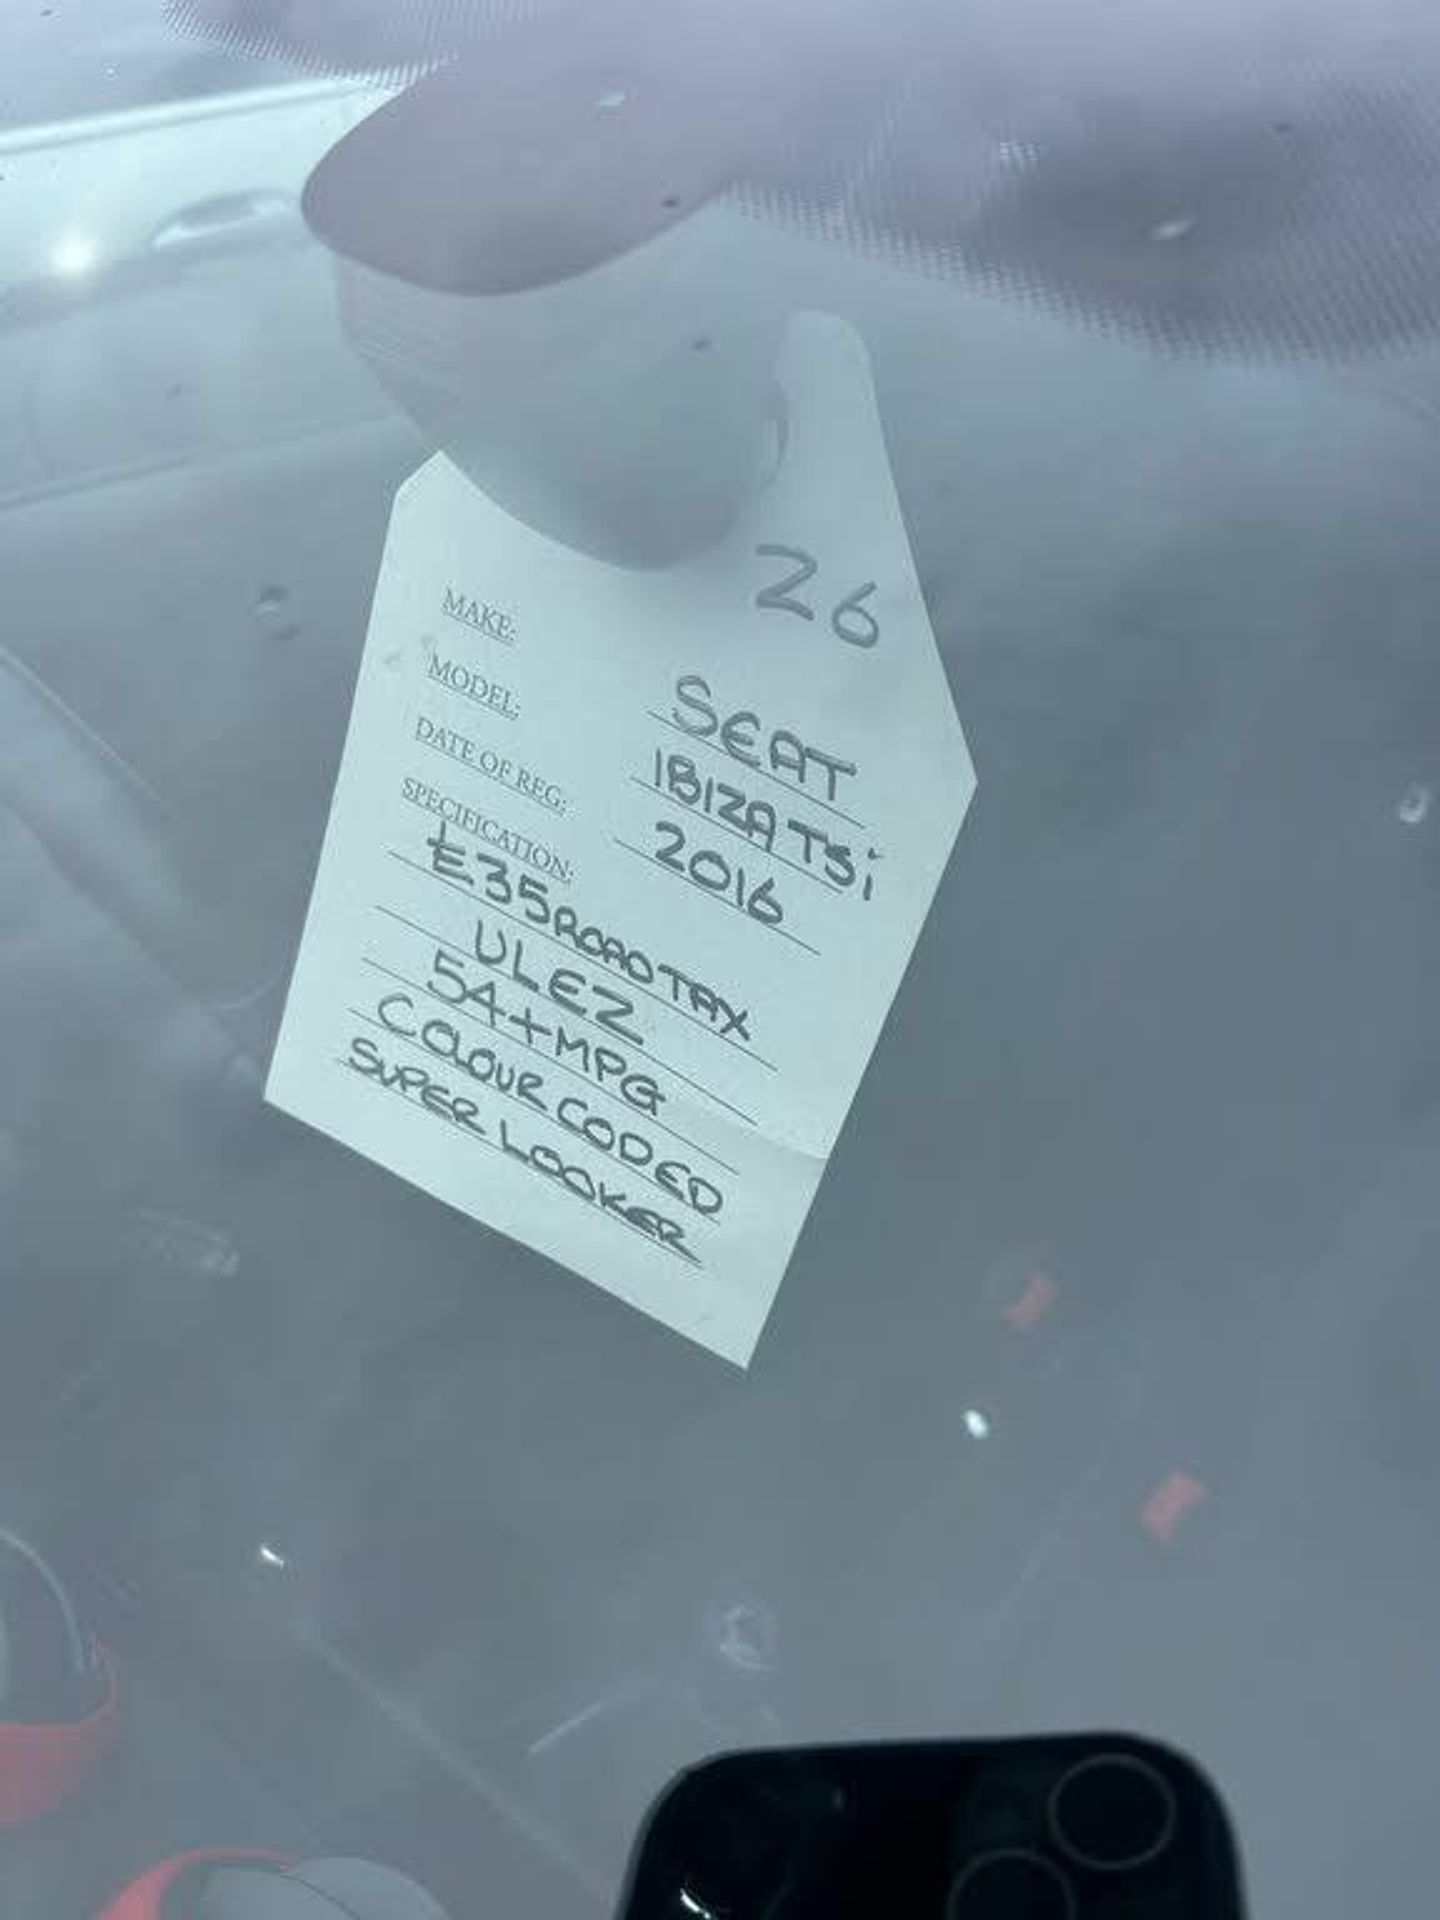 26
MAKE: SEAT
MODEL: IBIZA TSi
DATE OF REG: 2016
SPECIFICATION:
£35 ROAD TAX
ULEZ
54+MPG
COLOUR CODED
SUPER LOOKER